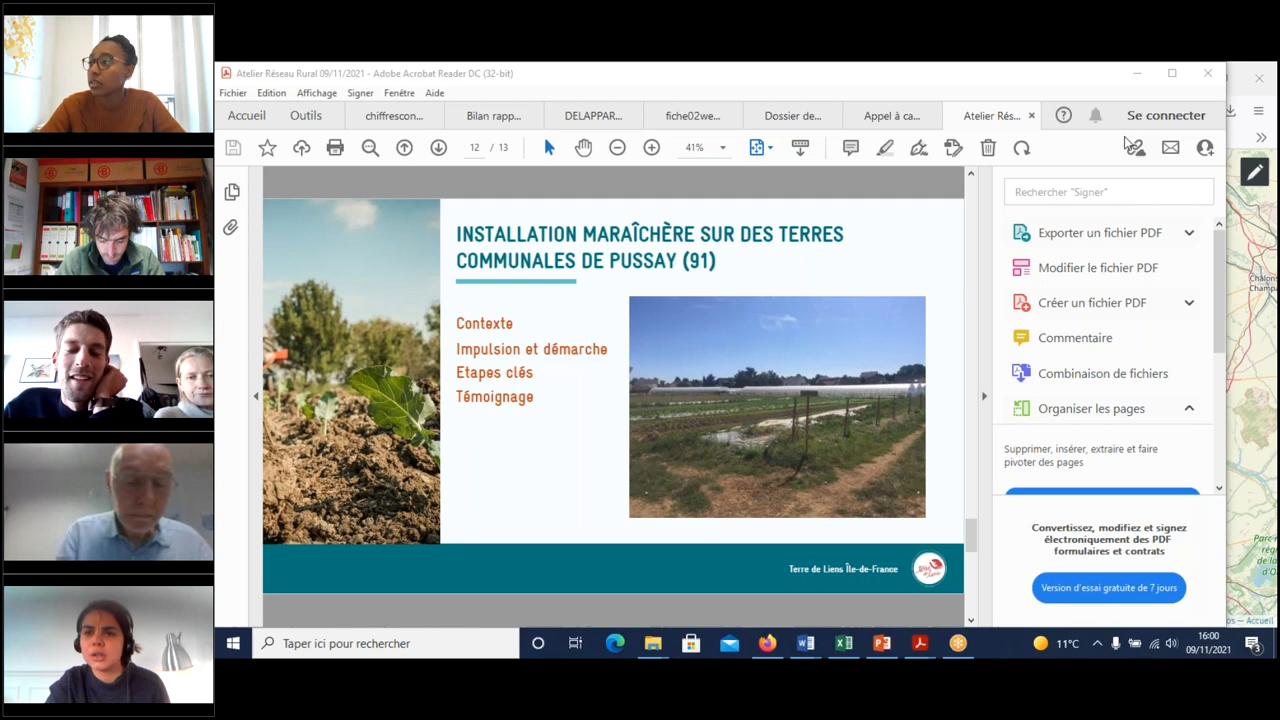 Atelier Réseau Rural 09/11/2021 - Adobe Acrobat Reader DC (32-bit)
Fichier Edition Affichage Signer Fenêtre Aide
Accueil Outils chiffrescon... Bilan rapp... DELAPPAR... fiche02we... Dossier de... Appel à ca... Atelier Rés... × Se connecter
12 / 13 41%
Rechercher "Signer"
Exporter un fichier PDF
Modifier le fichier PDF
Créer un fichier PDF
Commentaire
Combinaison de fichiers
Organiser les pages
Supprimer, insérer, extraire et faire
pivoter des pages
Convertissez, modifiez et signez
électroniquement des PDF
formulaires et contrats
Version d'essai gratuite de 7 jours
INSTALLATION MARAÎCHÈRE SUR DES TERRES
COMMUNALES DE PUSSAY (91)
Contexte
Impulsion et démarche
Etapes clés
Témoignage
Terre de Liens Île-de-France
Taper ici pour rechercher
11°C
16:00
09/11/2021
3